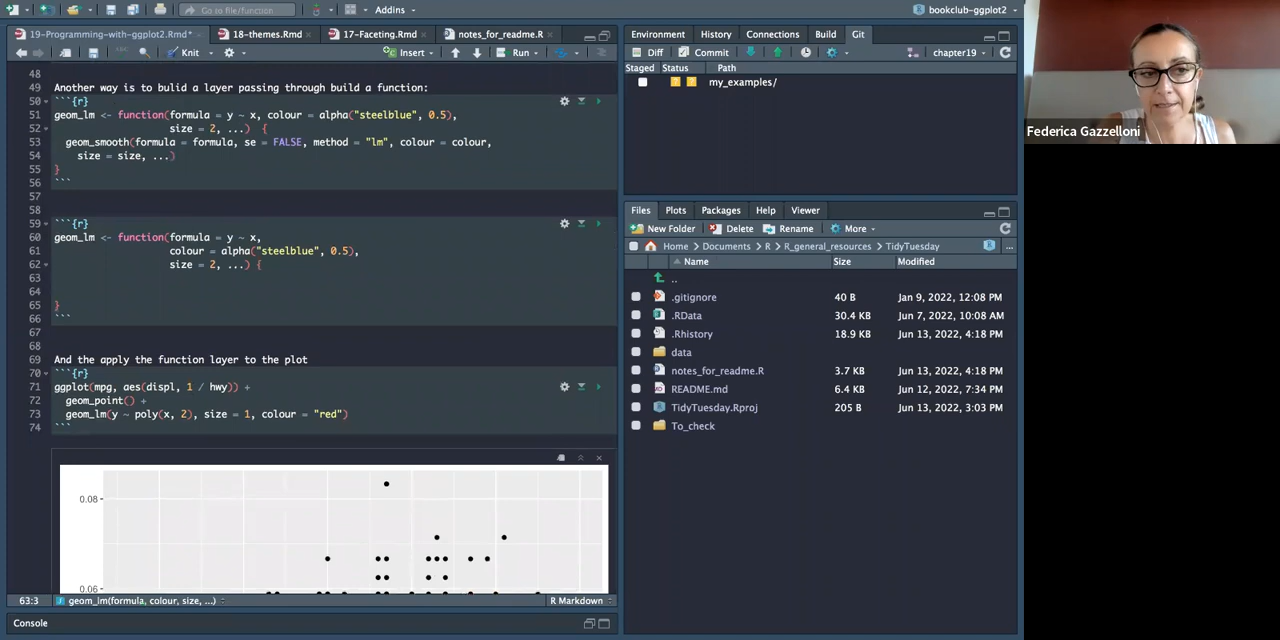 Go to file/function
Addins
bookclub-ggplot2
19-Programming-with-ggplot2.Rmd*
18-themes.Rmd
17-Faceting.Rmd
notes_for_readme.R
Knit
Insert
Run
48
49 Another way is to bulid a layer passing through build a function:
50 ```{r}
51 geom_lm <- function(formula = y ~ x, colour = alpha("steelblue", 0.5),
52 size = 2, ...) {
53 geom_smooth(formula = formula, se = FALSE, method = "lm", colour = colour,
54 size = size, ...)
55 }
56 ```
57
58
59 ```{r}
60 geom_lm <- function(formula = y ~ x,
61 colour = alpha("steelblue", 0.5),
62 size = 2, ...) {
63
64
65 }
66 ```
67
68
69 And the apply the function layer to the plot
70 ```{r}
71 ggplot(mpg, aes(displ, 1 / hwy)) +
72 geom_point() +
73 geom_lm(y ~ poly(x, 2), size = 1, colour = "red")
74 ```
0.08
0.06
63:3 geom_lm(formula, colour, size, ...) R Markdown
Console
Environment History Connections Build Git
Diff Commit chapter19
Staged Status Path
my_examples/
Files Plots Packages Help Viewer
New Folder Delete Rename More
Home > Documents > R > R_general_resources > TidyTuesday ...
Name Size Modified
..
.gitignore 40 B Jan 9, 2022, 12:08 PM
.RData 30.4 KB Jun 7, 2022, 10:08 AM
.Rhistory 18.9 KB Jun 13, 2022, 4:18 PM
data
notes_for_readme.R 3.7 KB Jun 13, 2022, 4:18 PM
README.md 6.4 KB Jun 12, 2022, 7:34 PM
TidyTuesday.Rproj 205 B Jun 13, 2022, 3:03 PM
To_check
Federica Gazzelloni